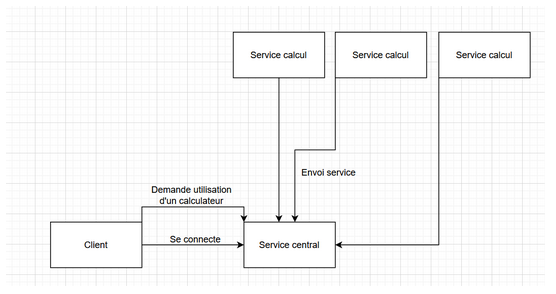 Service calcul
Service calcul
Service calcul
Envoi service
Demande utilisation
d'un calculateur
Se connecte
Client
Service central